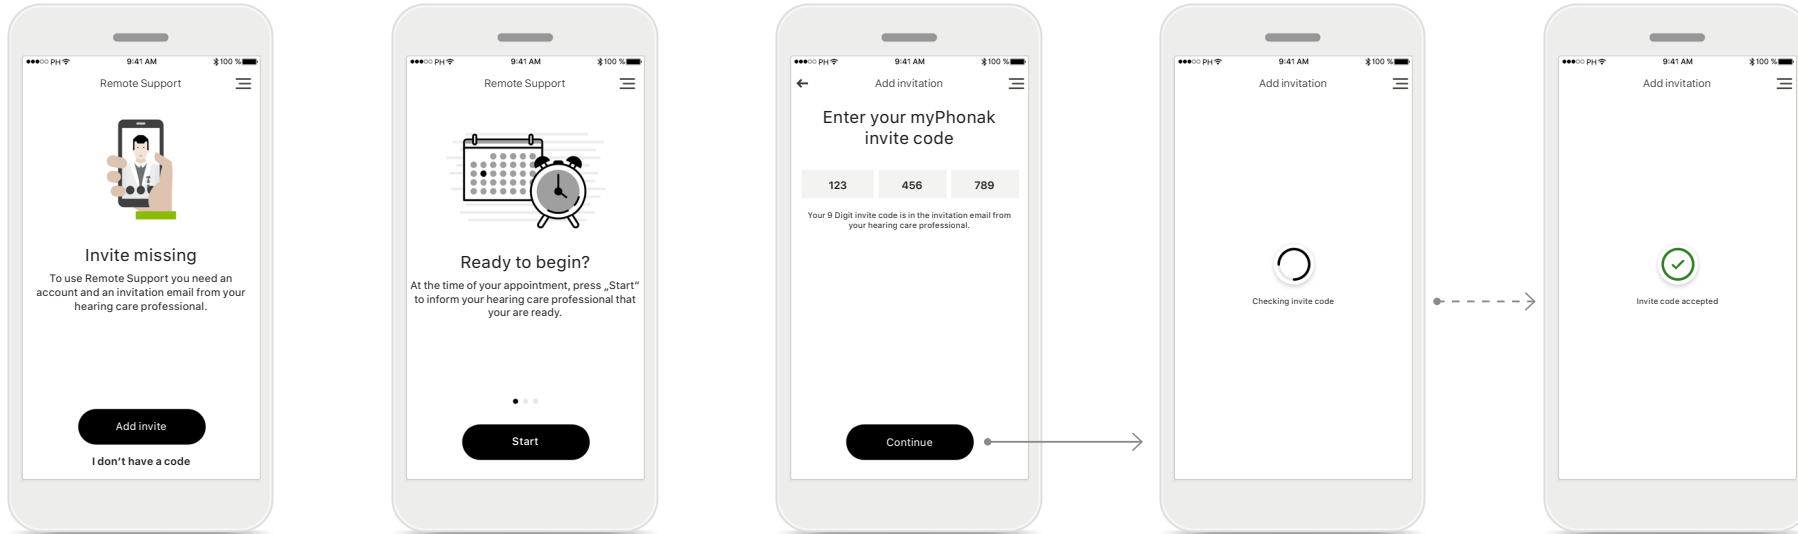 PH 9:41 AM 100 %
Remote Support
Invite missing
To use Remote Support you need an
account and an invitation email from your
hearing care professional.
Add invite
I don't have a code
PH 9:41 AM 100 %
Remote Support
Ready to begin?
At the time of your appointment, press „Start“
to inform your hearing care professional that
your are ready.
Start
PH 9:41 AM 100 %
Add invitation
Enter your myPhonak
invite code
123 456 789
Your 9 Digit invite code is in the invitation email from
your hearing care professional.
Continue
PH 9:41 AM 100 %
Add invitation
Checking invite code
PH 9:41 AM 100 %
Add invitation
Invite code accepted